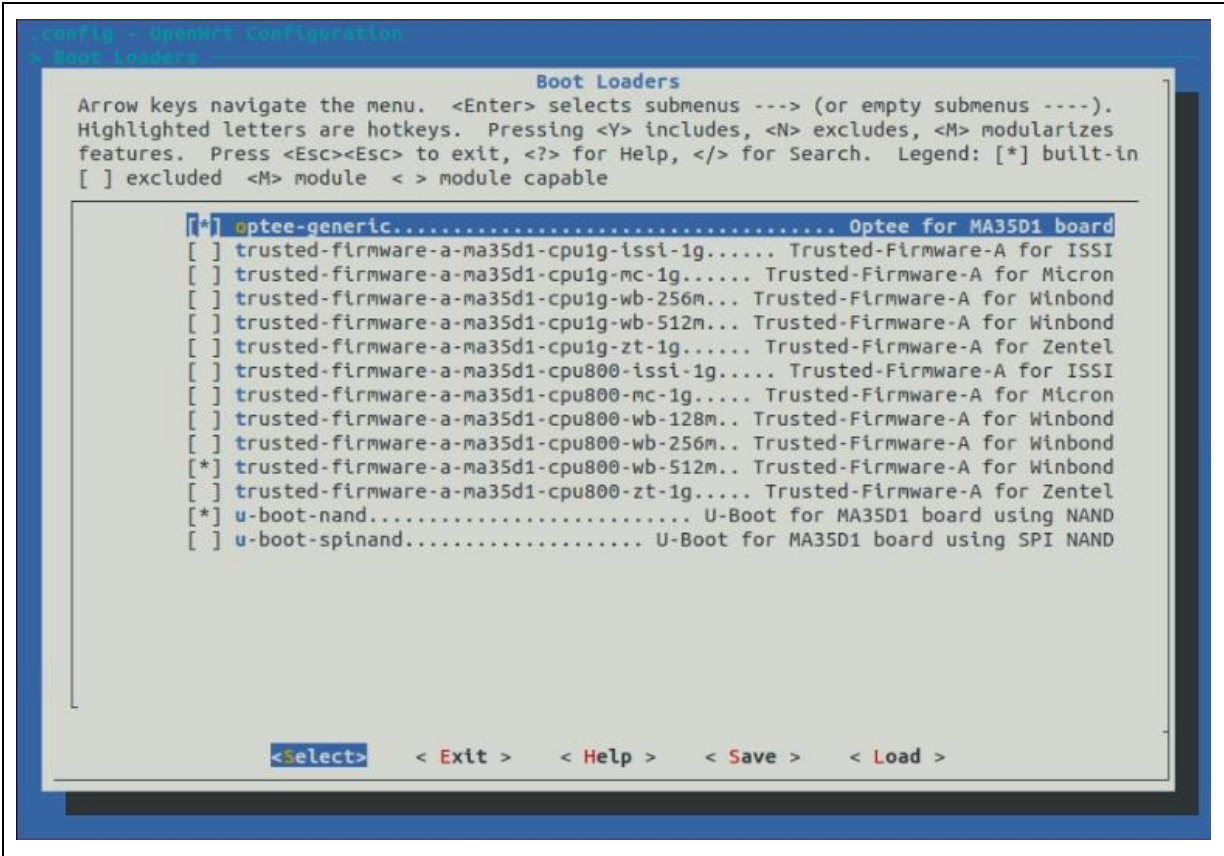 .config - OpenWrt Configuration
> Boot Loaders
Boot Loaders
Arrow keys navigate the menu.  <Enter> selects submenus ---> (or empty submenus ----).
Highlighted letters are hotkeys.  Pressing <Y> includes, <N> excludes, <M> modularizes
features.  Press <Esc><Esc> to exit, <?> for Help, </> for Search.  Legend: [*] built-in
[ ] excluded  <M> module  < > module capable
[*] optee-generic..................................... Optee for MA35D1 board
[ ] trusted-firmware-a-ma35d1-cpu1g-issi-1g...... Trusted-Firmware-A for ISSI
[ ] trusted-firmware-a-ma35d1-cpu1g-mc-1g...... Trusted-Firmware-A for Micron
[ ] trusted-firmware-a-ma35d1-cpu1g-wb-256m... Trusted-Firmware-A for Winbond
[ ] trusted-firmware-a-ma35d1-cpu1g-wb-512m... Trusted-Firmware-A for Winbond
[ ] trusted-firmware-a-ma35d1-cpu1g-zt-1g...... Trusted-Firmware-A for Zentel
[ ] trusted-firmware-a-ma35d1-cpu800-issi-1g..... Trusted-Firmware-A for ISSI
[ ] trusted-firmware-a-ma35d1-cpu800-mc-1g..... Trusted-Firmware-A for Micron
[ ] trusted-firmware-a-ma35d1-cpu800-wb-128m.. Trusted-Firmware-A for Winbond
[ ] trusted-firmware-a-ma35d1-cpu800-wb-256m.. Trusted-Firmware-A for Winbond
[*] trusted-firmware-a-ma35d1-cpu800-wb-512m.. Trusted-Firmware-A for Winbond
[ ] trusted-firmware-a-ma35d1-cpu800-zt-1g..... Trusted-Firmware-A for Zentel
[*] u-boot-nand........................... U-Boot for MA35D1 board using NAND
[ ] u-boot-spinand.................... U-Boot for MA35D1 board using SPI NAND
<Select>    < Exit >    < Help >    < Save >    < Load >